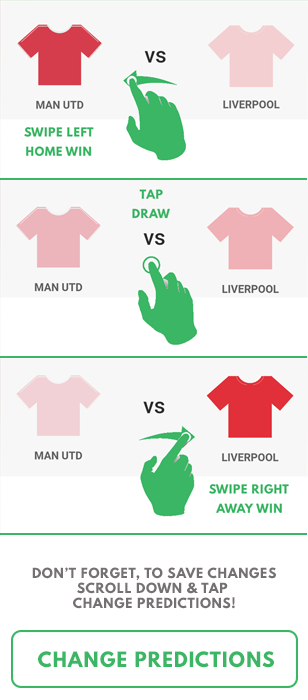 VS
MAN UTD
LIVERPOOL
SWIPE LEFT
HOME WIN
TAP
DRAW
VS
MAN UTD
LIVERPOOL
VS
MAN UTD
LIVERPOOL
SWIPE RIGHT
AWAY WIN
DON'T FORGET, TO SAVE CHANGES
SCROLL DOWN & TAP
CHANGE PREDICTIONS!
CHANGE PREDICTIONS